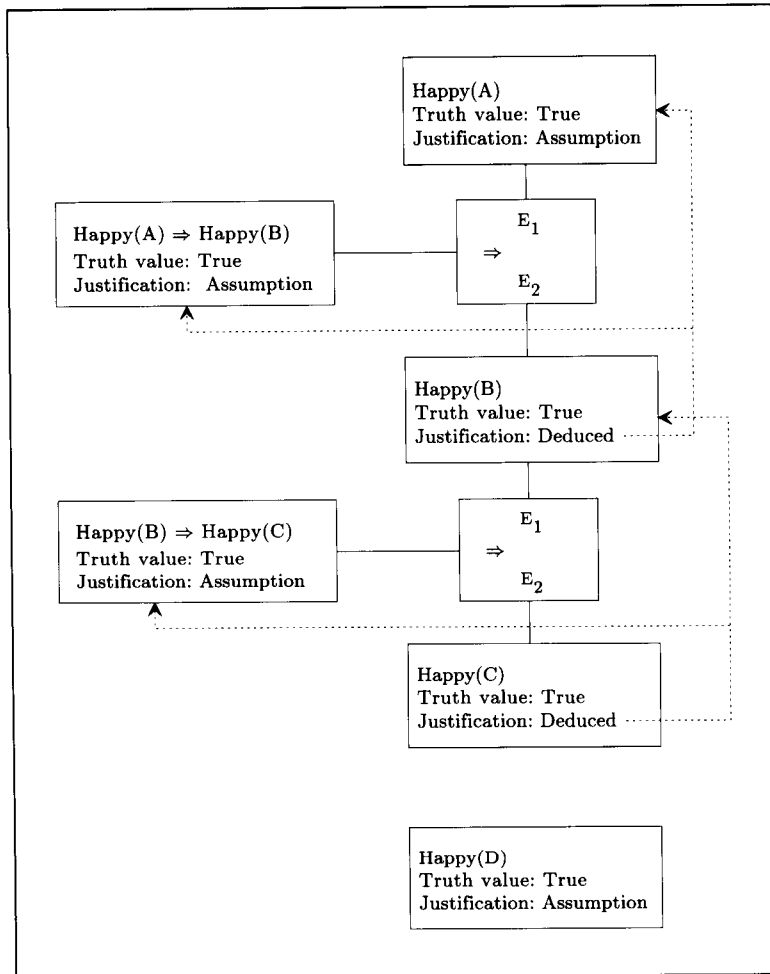 Happy(A)
Truth value: True
Justification: Assumption
Happy(A) ⇒ Happy(B)
Truth value: True
Justification: Assumption
E1
⇒
E2
Happy(B)
Truth value: True
Justification: Deduced
Happy(B) ⇒ Happy(C)
Truth value: True
Justification: Assumption
E1
⇒
E2
Happy(C)
Truth value: True
Justification: Deduced
Happy(D)
Truth value: True
Justification: Assumption